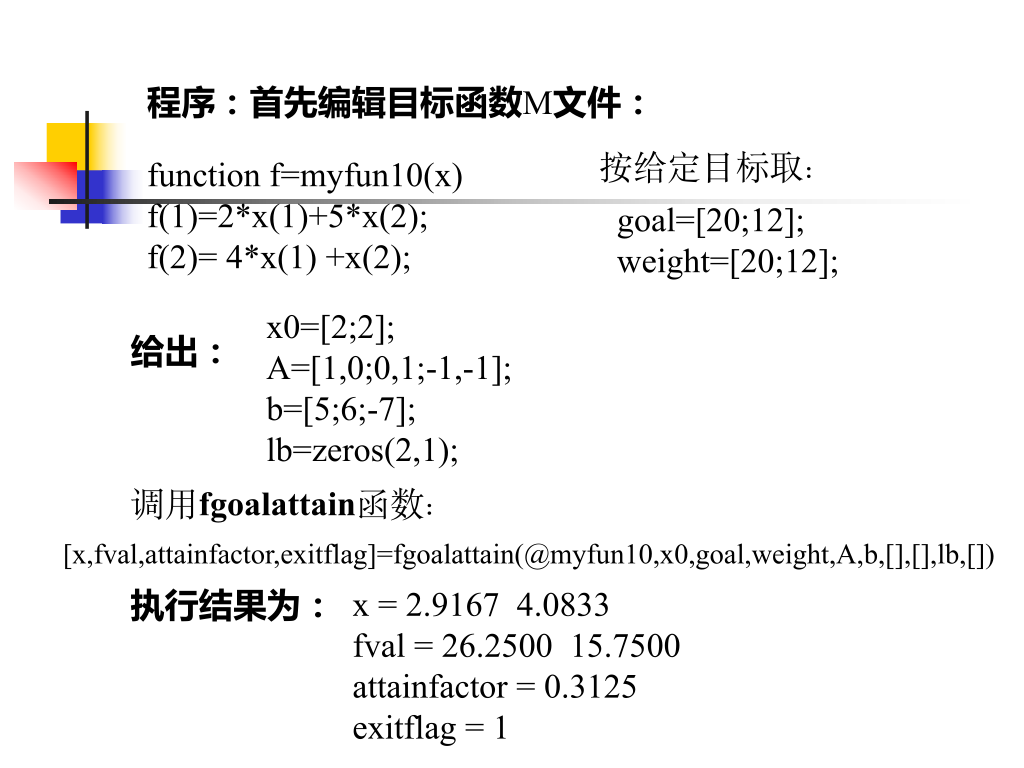 程序：首先编辑目标函数M文件：
function f=myfun10(x)
f(1)=2*x(1)+5*x(2);
f(2)= 4*x(1) +x(2);
按给定目标取：
goal=[20;12];
weight=[20;12];
给出：
x0=[2;2];
A=[1,0;0,1;-1,-1];
b=[5;6;-7];
lb=zeros(2,1);
调用fgoalattain函数：
[x,fval,attainfactor,exitflag]=fgoalattain(@myfun10,x0,goal,weight,A,b,[],[],lb,[])
执行结果为：
x = 2.9167  4.0833
fval = 26.2500  15.7500
attainfactor = 0.3125
exitflag = 1